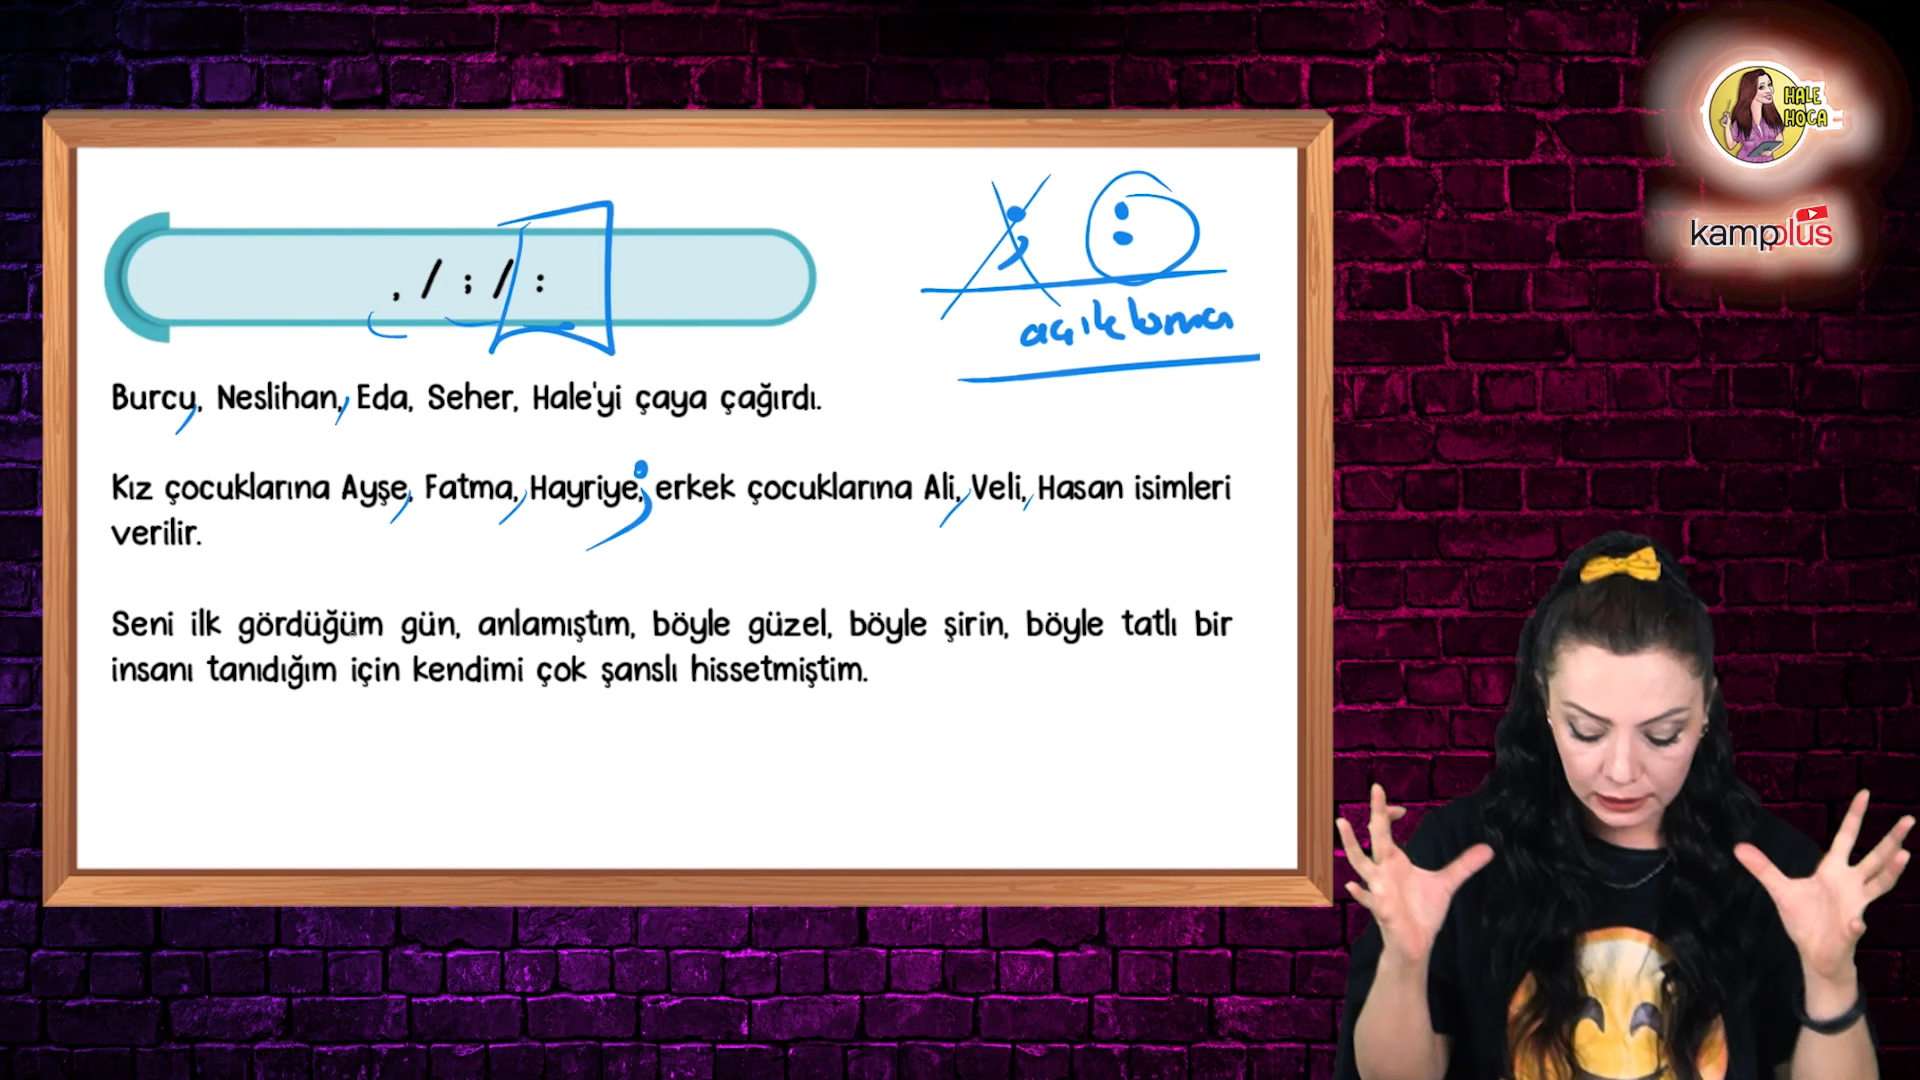 HALE
HOCA
kampplus
, / ; / :
; :
açıklama
Burcu, Neslihan, Eda, Seher, Hale'yi çaya çağırdı.
Kız çocuklarına Ayşe, Fatma, Hayriye; erkek çocuklarına Ali, Veli, Hasan isimleri
verilir.
Seni ilk gördüğüm gün, anlamıştım, böyle güzel, böyle şirin, böyle tatlı bir
insanı tanıdığım için kendimi çok şanslı hissetmiştim.